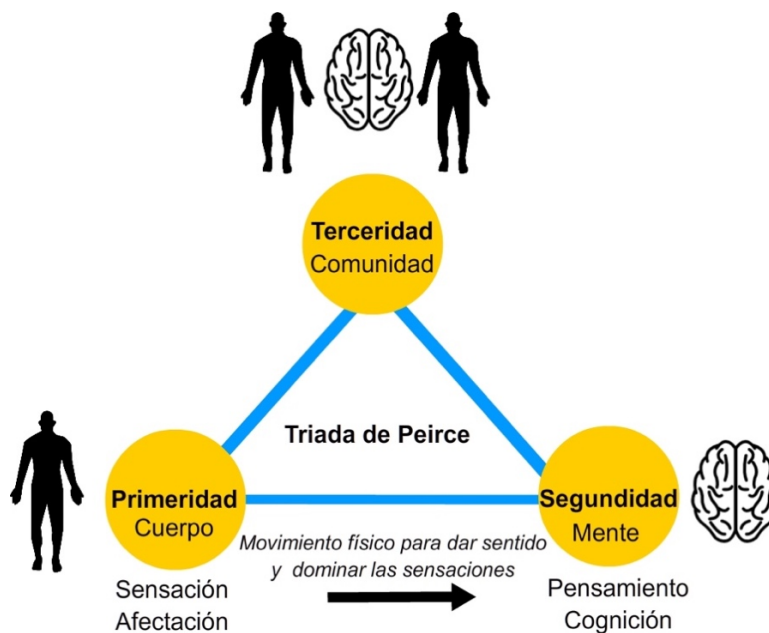 Terceridad
Comunidad
Triada de Peirce
Primeridad
Cuerpo
Segundidad
Mente
Movimiento físico para dar sentido
y dominar las sensaciones
Sensación
Afectación
Pensamiento
Cognición